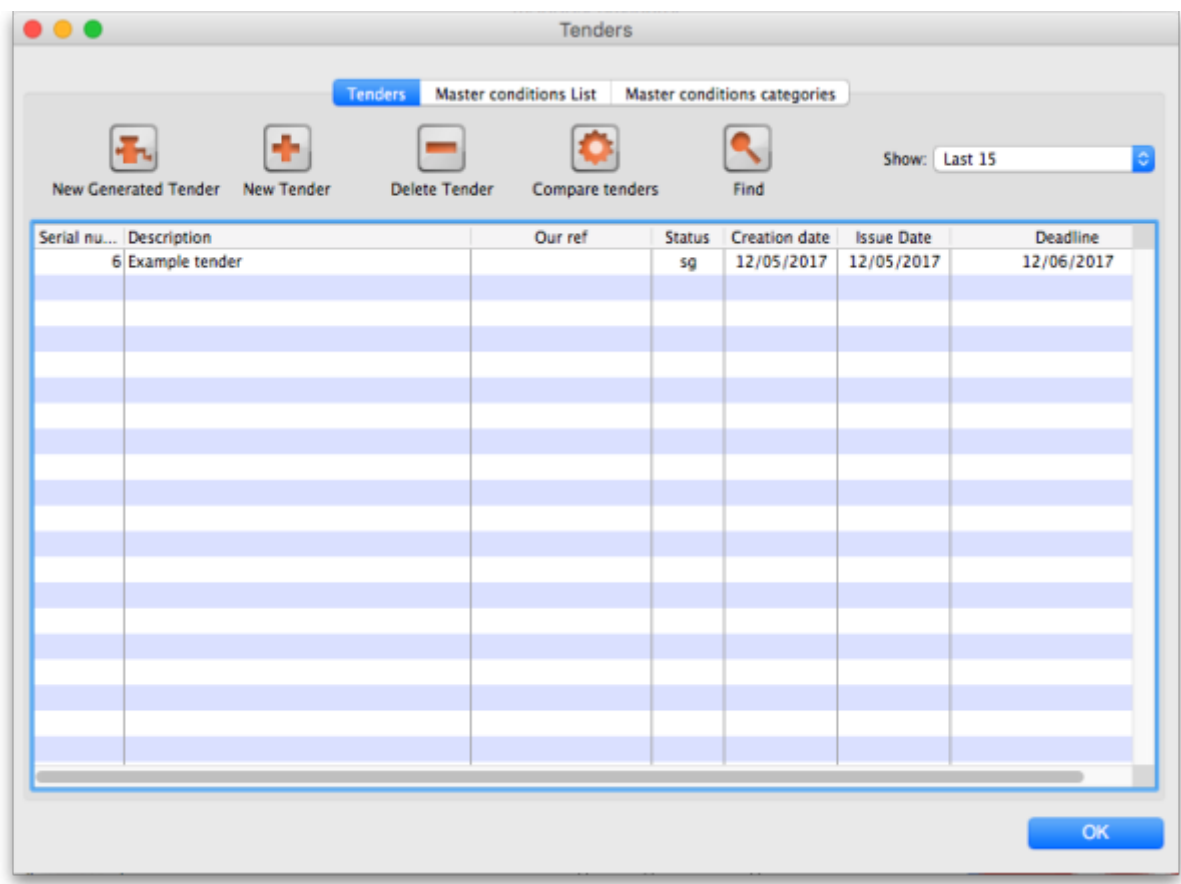 Tenders
Tenders Master conditions List Master conditions categories
New Generated Tender New Tender Delete Tender Compare tenders Find Show: Last 15
Serial nu... Description Our ref Status Creation date Issue Date Deadline
6 Example tender sg 12/05/2017 12/05/2017 12/06/2017
OK